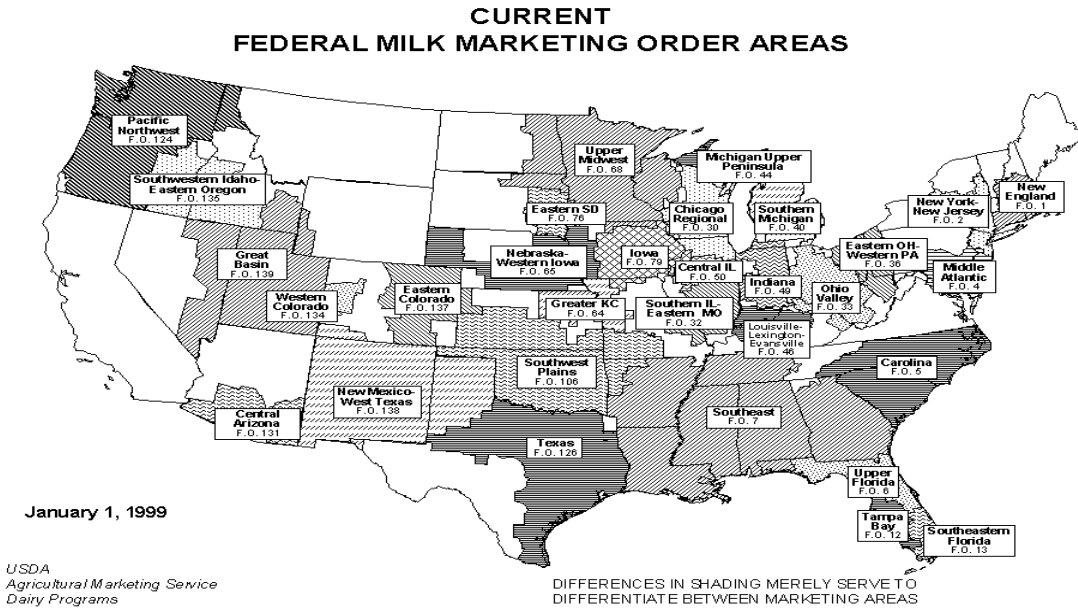 CURRENT
FEDERAL MILK MARKETING ORDER AREAS
Pacific
Northwest
F.O. 124
Southwestern Idaho-
Eastern Oregon
F.O. 135
Upper
Midwest
F.O. 68
Michigan Upper
Peninsula
F.O. 44
New
England
F.O. 1
New York-
New Jersey
F.O. 2
Eastern SD
F.O. 76
Chicago
Regional
F.O. 30
Southern
Michigan
F.O. 40
Great
Basin
F.O. 139
Nebraska-
Western Iowa
F.O. 65
Iowa
F.O. 79
Central IL
F.O. 50
Indiana
F.O. 49
Eastern OH-
Western PA
F.O. 36
Middle
Atlantic
F.O. 4
Western
Colorado
F.O. 134
Eastern
Colorado
F.O. 137
Greater KC
F.O. 64
Southern IL-
Eastern MO
F.O. 32
Ohio
Valley
F.O. 33
Louisville-
Lexington-
Evansville
F.O. 46
Southwest
Plains
F.O. 106
Carolina
F.O. 5
New Mexico-
West Texas
F.O. 138
Central
Arizona
F.O. 131
Southeast
F.O. 7
Texas
F.O. 126
Upper
Florida
F.O. 6
Tampa
Bay
F.O. 12
Southeastern
Florida
F.O. 13
January 1, 1999
USDA
Agricultural Marketing Service
Dairy Programs
DIFFERENCES IN SHADING MERELY SERVE TO
DIFFERENTIATE BETWEEN MARKETING AREAS